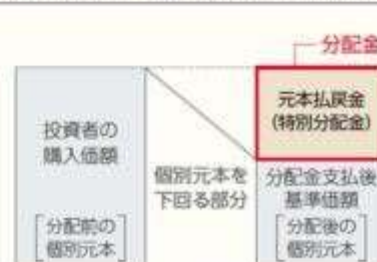 分配金
元本払戻金
(特別分配金)
投資者の
購入価額
個別元本を
下回る部分
分配金支払後
基準価額
分配前の
個別元本
分配後の
個別元本